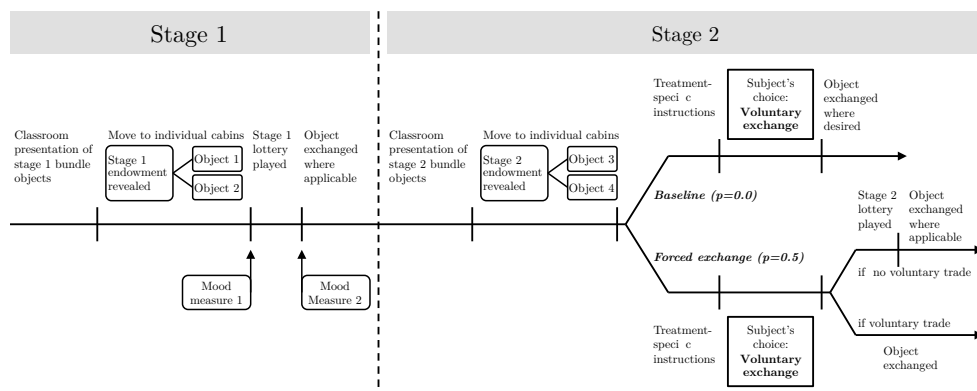 Stage 1
Classroom
presentation of
stage 1 bundle
objects
Move to individual cabins
Stage 1
endowment
revealed
Object 1
Object 2
Stage 1
lottery
played
Object
exchanged
where
applicable
Mood
measure 1
Mood
Measure 2
Stage 2
Classroom
presentation of
stage 2 bundle
objects
Move to individual cabins
Stage 2
endowment
revealed
Object 3
Object 4
Treatment-
speci c
instructions
Subject's
choice:
Voluntary
exchange
Object
exchanged
where
desired
Baseline (p=0.0)
Forced exchange (p=0.5)
Treatment-
speci c
instructions
Subject's
choice:
Voluntary
exchange
Stage 2
lottery
played
Object
exchanged
where
applicable
if no voluntary trade
if voluntary trade
Object
exchanged